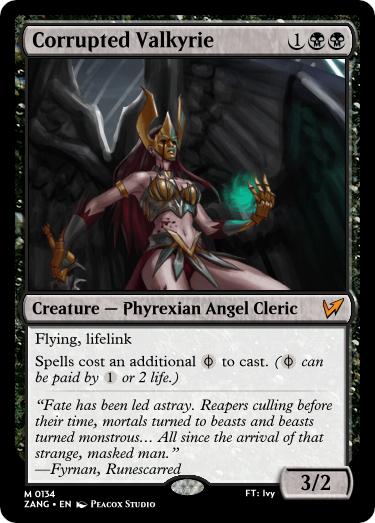 Corrupted Valkyrie 1
Creature — Phyrexian Angel Cleric
Flying, lifelink
Spells cost an additional to cast. ( can
be paid by 1 or 2 life.)
“Fate has been led astray. Reapers culling before
their time, mortals turned to beasts and beasts
turned monstrous… All since the arrival of that
strange, masked man.”
—Fyrnan, Runescarred
3/2
M 0134
ZANG • EN Peacox Studio
FT: Ivy